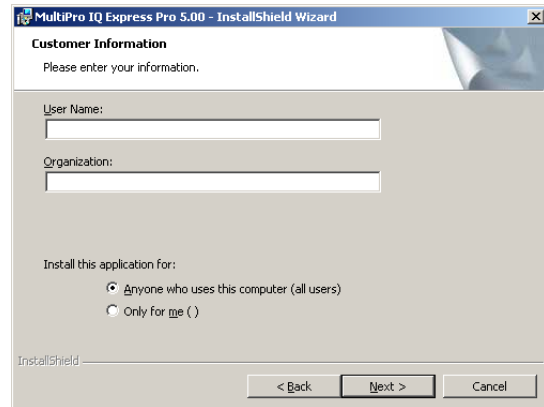 MultiPro IQ Express Pro 5.00 - InstallShield Wizard
Customer Information
Please enter your information.
User Name:
Organization:
Install this application for:
Anyone who uses this computer (all users)
Only for me ( )
InstallShield
< Back Next > Cancel